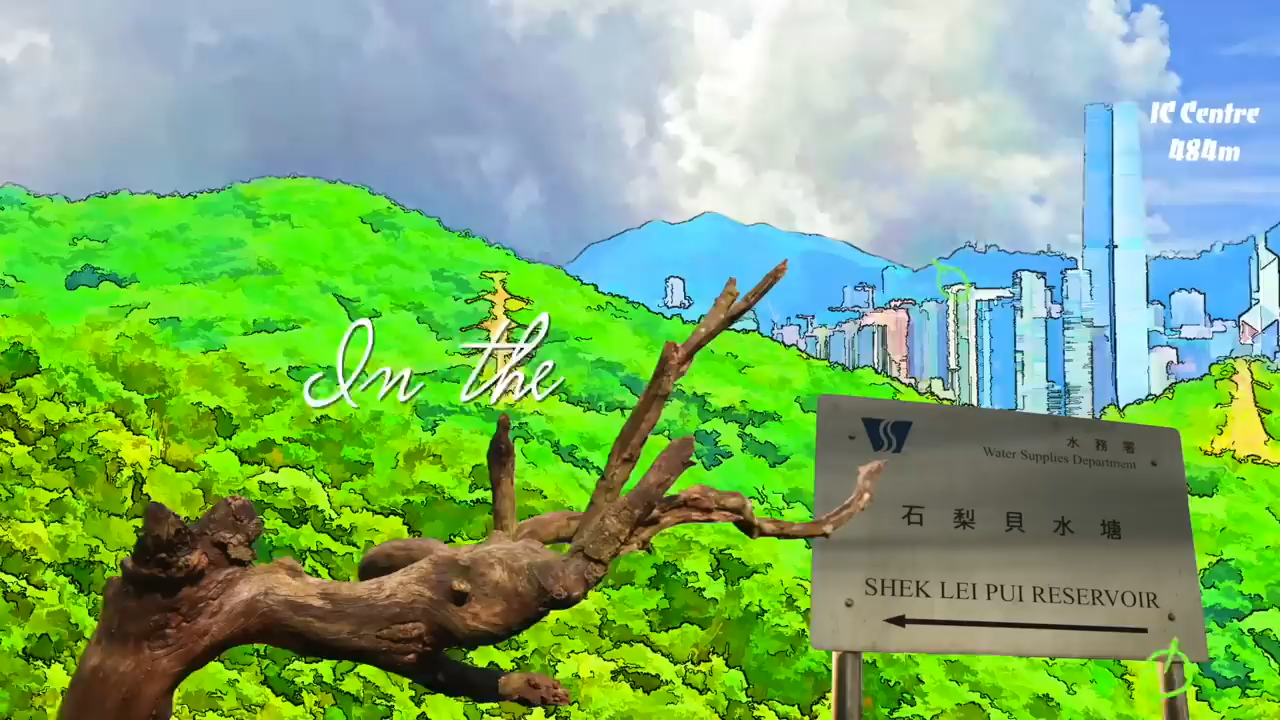 IC Centre
484m
In the
水務署
Water Supplies Department
石梨貝水塘
SHEK LEI PUI RESERVOIR